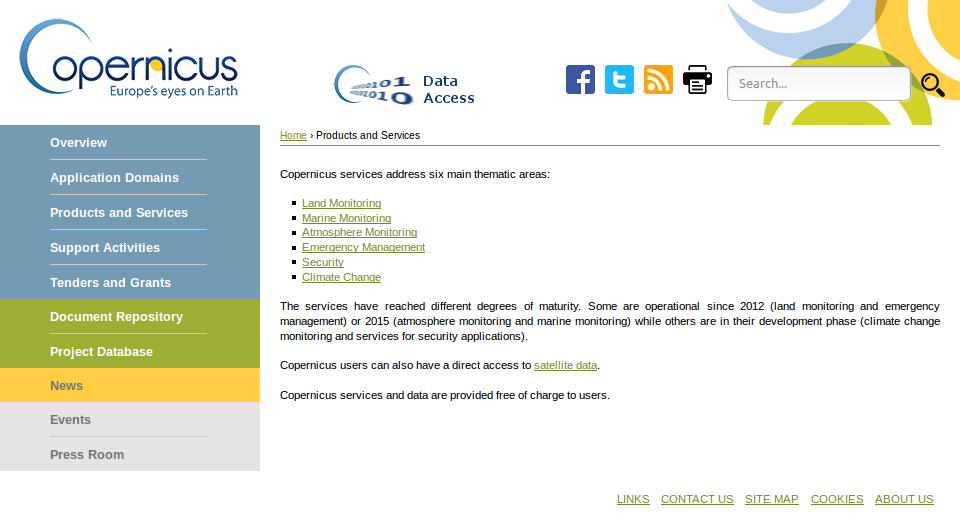 Copernicus
Europe's eyes on Earth
Data
Access
Search...
Overview
Application Domains
Products and Services
Support Activities
Tenders and Grants
Document Repository
Project Database
News
Events
Press Room
Home › Products and Services
Copernicus services address six main thematic areas:
Land Monitoring
Marine Monitoring
Atmosphere Monitoring
Emergency Management
Security
Climate Change
The services have reached different degrees of maturity. Some are operational since 2012 (land monitoring and emergency
management) or 2015 (atmosphere monitoring and marine monitoring) while others are in their development phase (climate change
monitoring and services for security applications).
Copernicus users can also have a direct access to satellite data.
Copernicus services and data are provided free of charge to users.
LINKS CONTACT US SITE MAP COOKIES ABOUT US